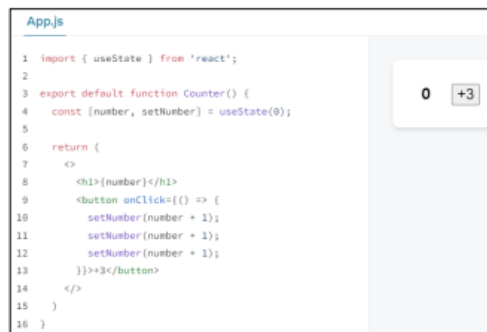 App.js
1 import { useState } from 'react';
2
3 export default function Counter() {
4 const [number, setNumber] = useState(0);
5
6 return (
7 <>
8 <h1>{number}</h1>
9 <button onClick={() => {
10 setNumber(number + 1);
11 setNumber(number + 1);
12 setNumber(number + 1);
13 }}>+3</button>
14 </>
15 )
16 }
0 +3